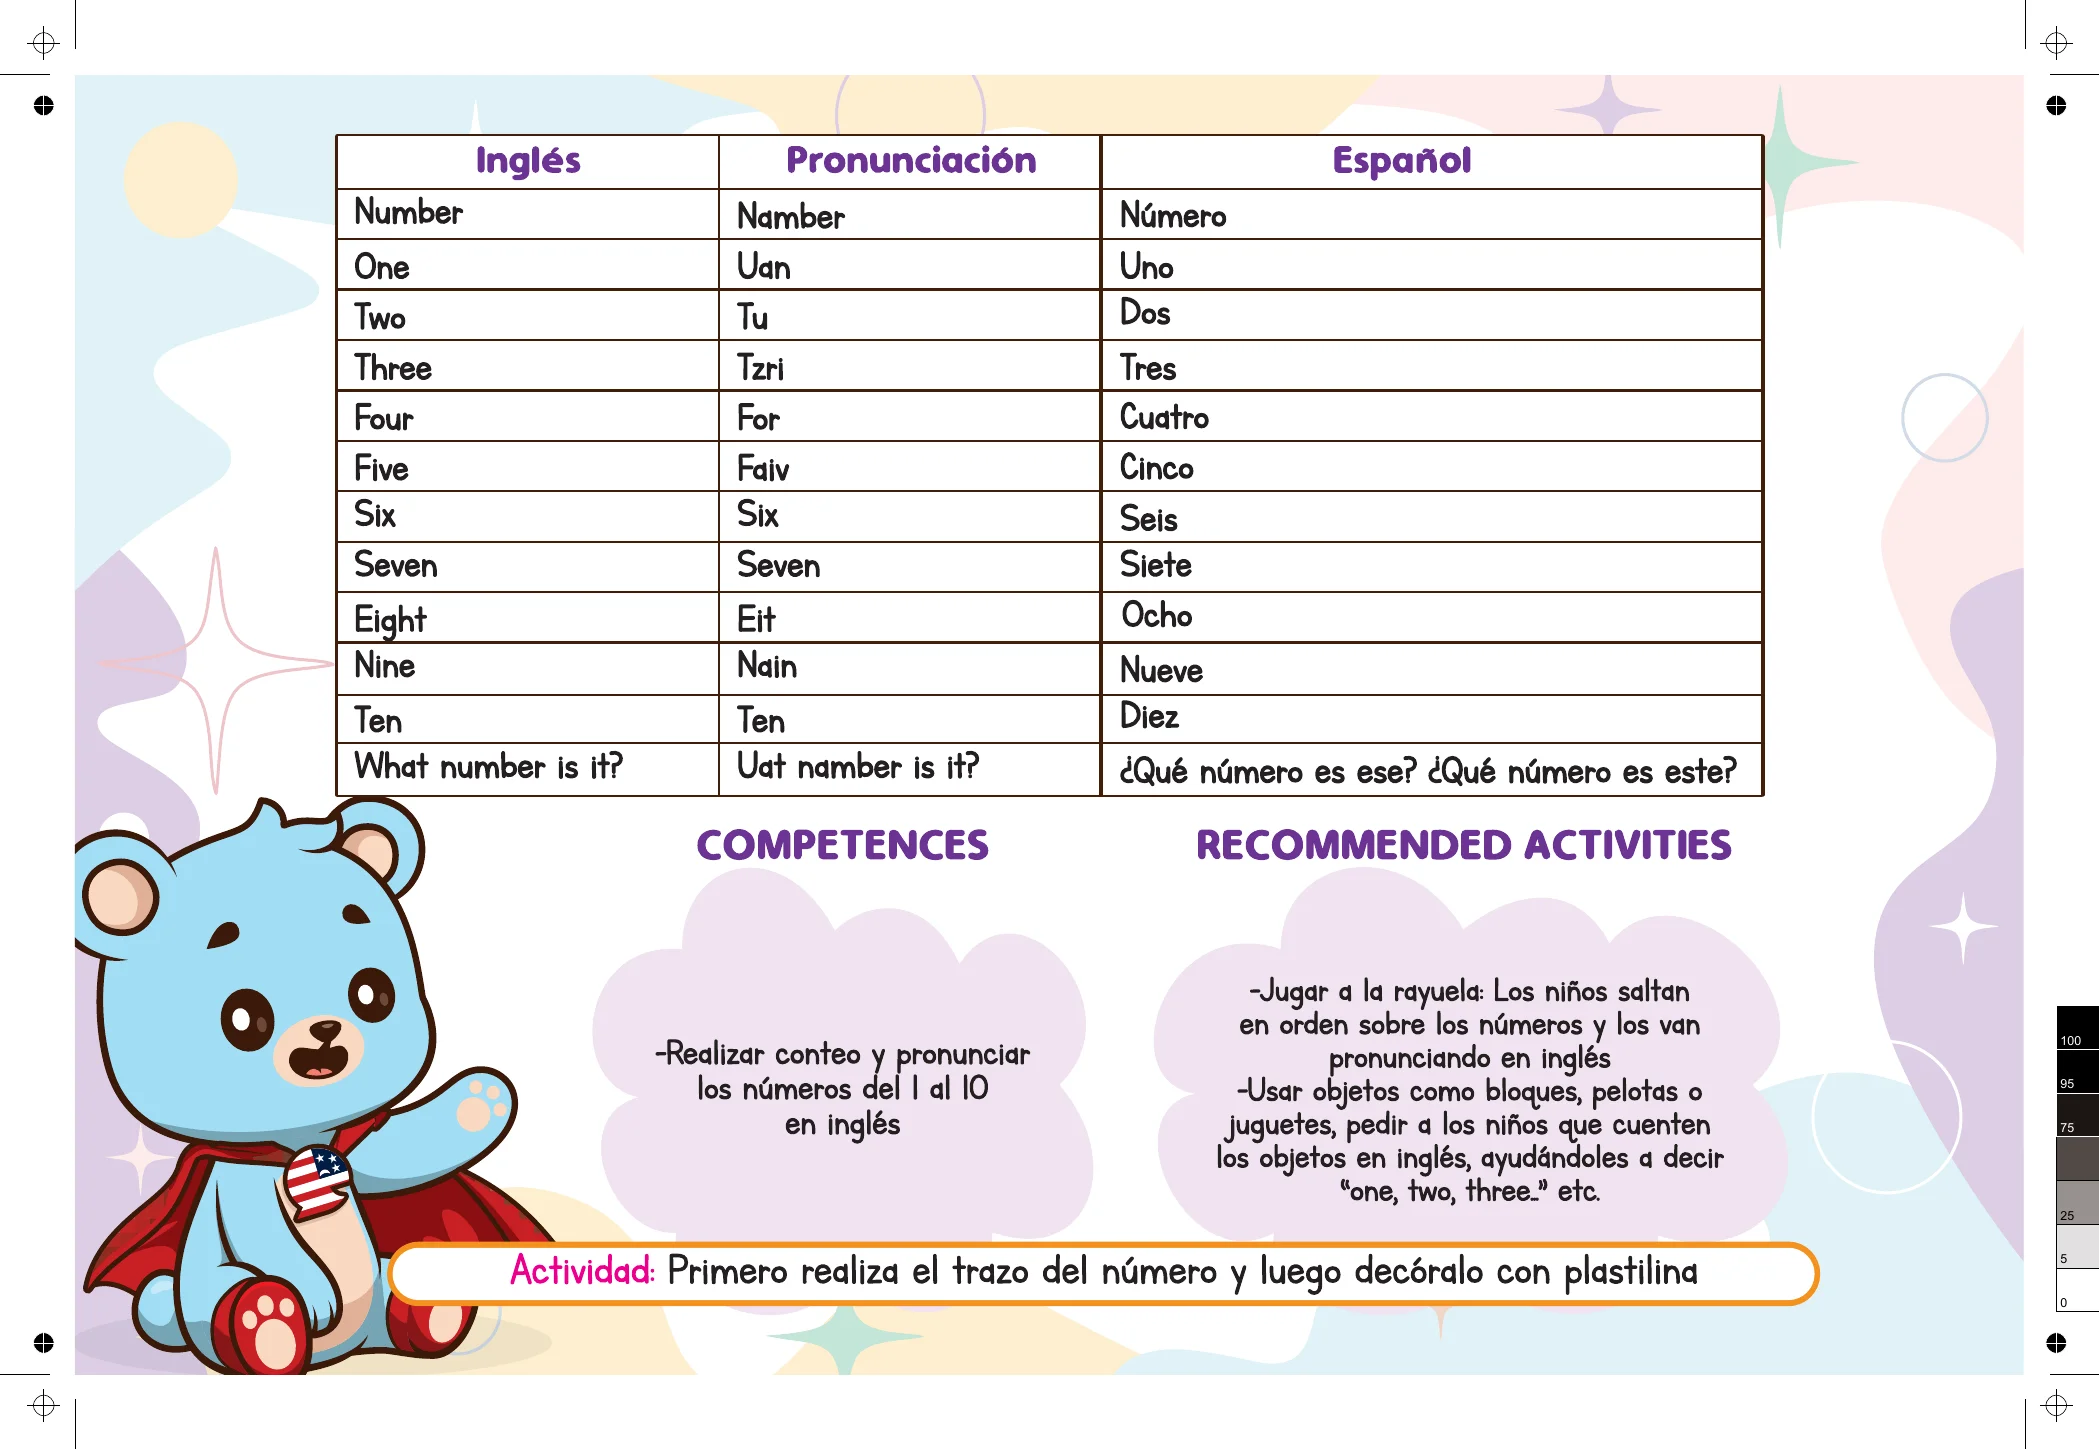 Inglés Pronunciación Español
Number Namber Número
One Uan Uno
Two Tu Dos
Three Tzri Tres
Four For Cuatro
Five Faiv Cinco
Six Six Seis
Seven Seven Siete
Eight Eit Ocho
Nine Nain Nueve
Ten Ten Diez
What number is it? Uat namber is it? ¿Qué número es ese? ¿Qué número es este?
COMPETENCES
-Realizar conteo y pronunciar
los números del 1 al 10
en inglés
RECOMMENDED ACTIVITIES
-Jugar a la rayuela: Los niños saltan
en orden sobre los números y los van
pronunciando en inglés
-Usar objetos como bloques, pelotas o
juguetes, pedir a los niños que cuenten
los objetos en inglés, ayudándoles a decir
“one, two, three...” etc.
Actividad: Primero realiza el trazo del número y luego decóralo con plastilina
100
95
75
25
5
0